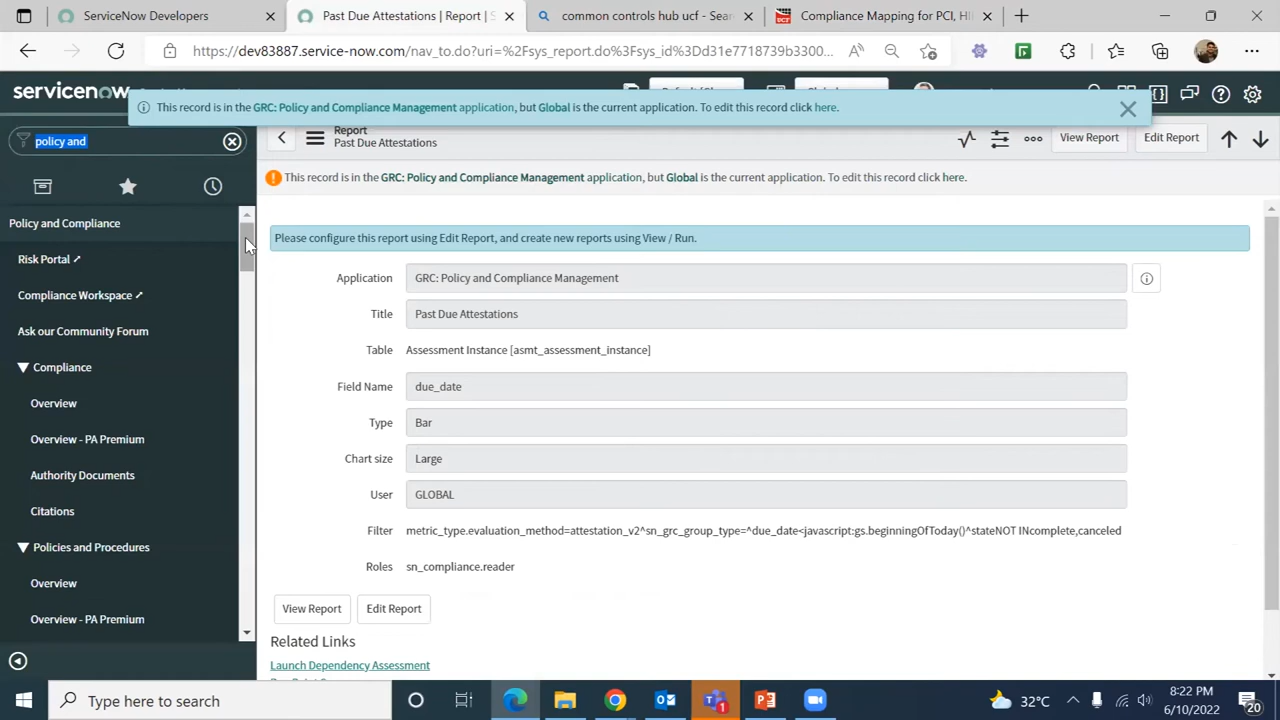 ServiceNow Developers
Past Due Attestations | Report | S
common controls hub ucf - Sear
Compliance Mapping for PCI, HI
https://dev83887.service-now.com/nav_to.do?uri=%2Fsys_report.do%3Fsys_id%3Dd31e7718739b3300...
servicenow
This record is in the GRC: Policy and Compliance Management application, but Global is the current application. To edit this record click here.
policy and
Report
Past Due Attestations
View Report
Edit Report
This record is in the GRC: Policy and Compliance Management application, but Global is the current application. To edit this record click here.
Policy and Compliance
Risk Portal
Compliance Workspace
Ask our Community Forum
Compliance
Overview
Overview - PA Premium
Authority Documents
Citations
Policies and Procedures
Overview
Overview - PA Premium
Please configure this report using Edit Report, and create new reports using View / Run.
Application GRC: Policy and Compliance Management
Title Past Due Attestations
Table Assessment Instance [asmt_assessment_instance]
Field Name due_date
Type Bar
Chart size Large
User GLOBAL
Filter metric_type.evaluation_method=attestation_v2^sn_grc_group_type=^due_date<javascript:gs.beginningOfToday()^stateNOT INcomplete,canceled
Roles sn_compliance.reader
View Report Edit Report
Related Links
Launch Dependency Assessment
Type here to search
1
32°C
8:22 PM
6/10/2022
20